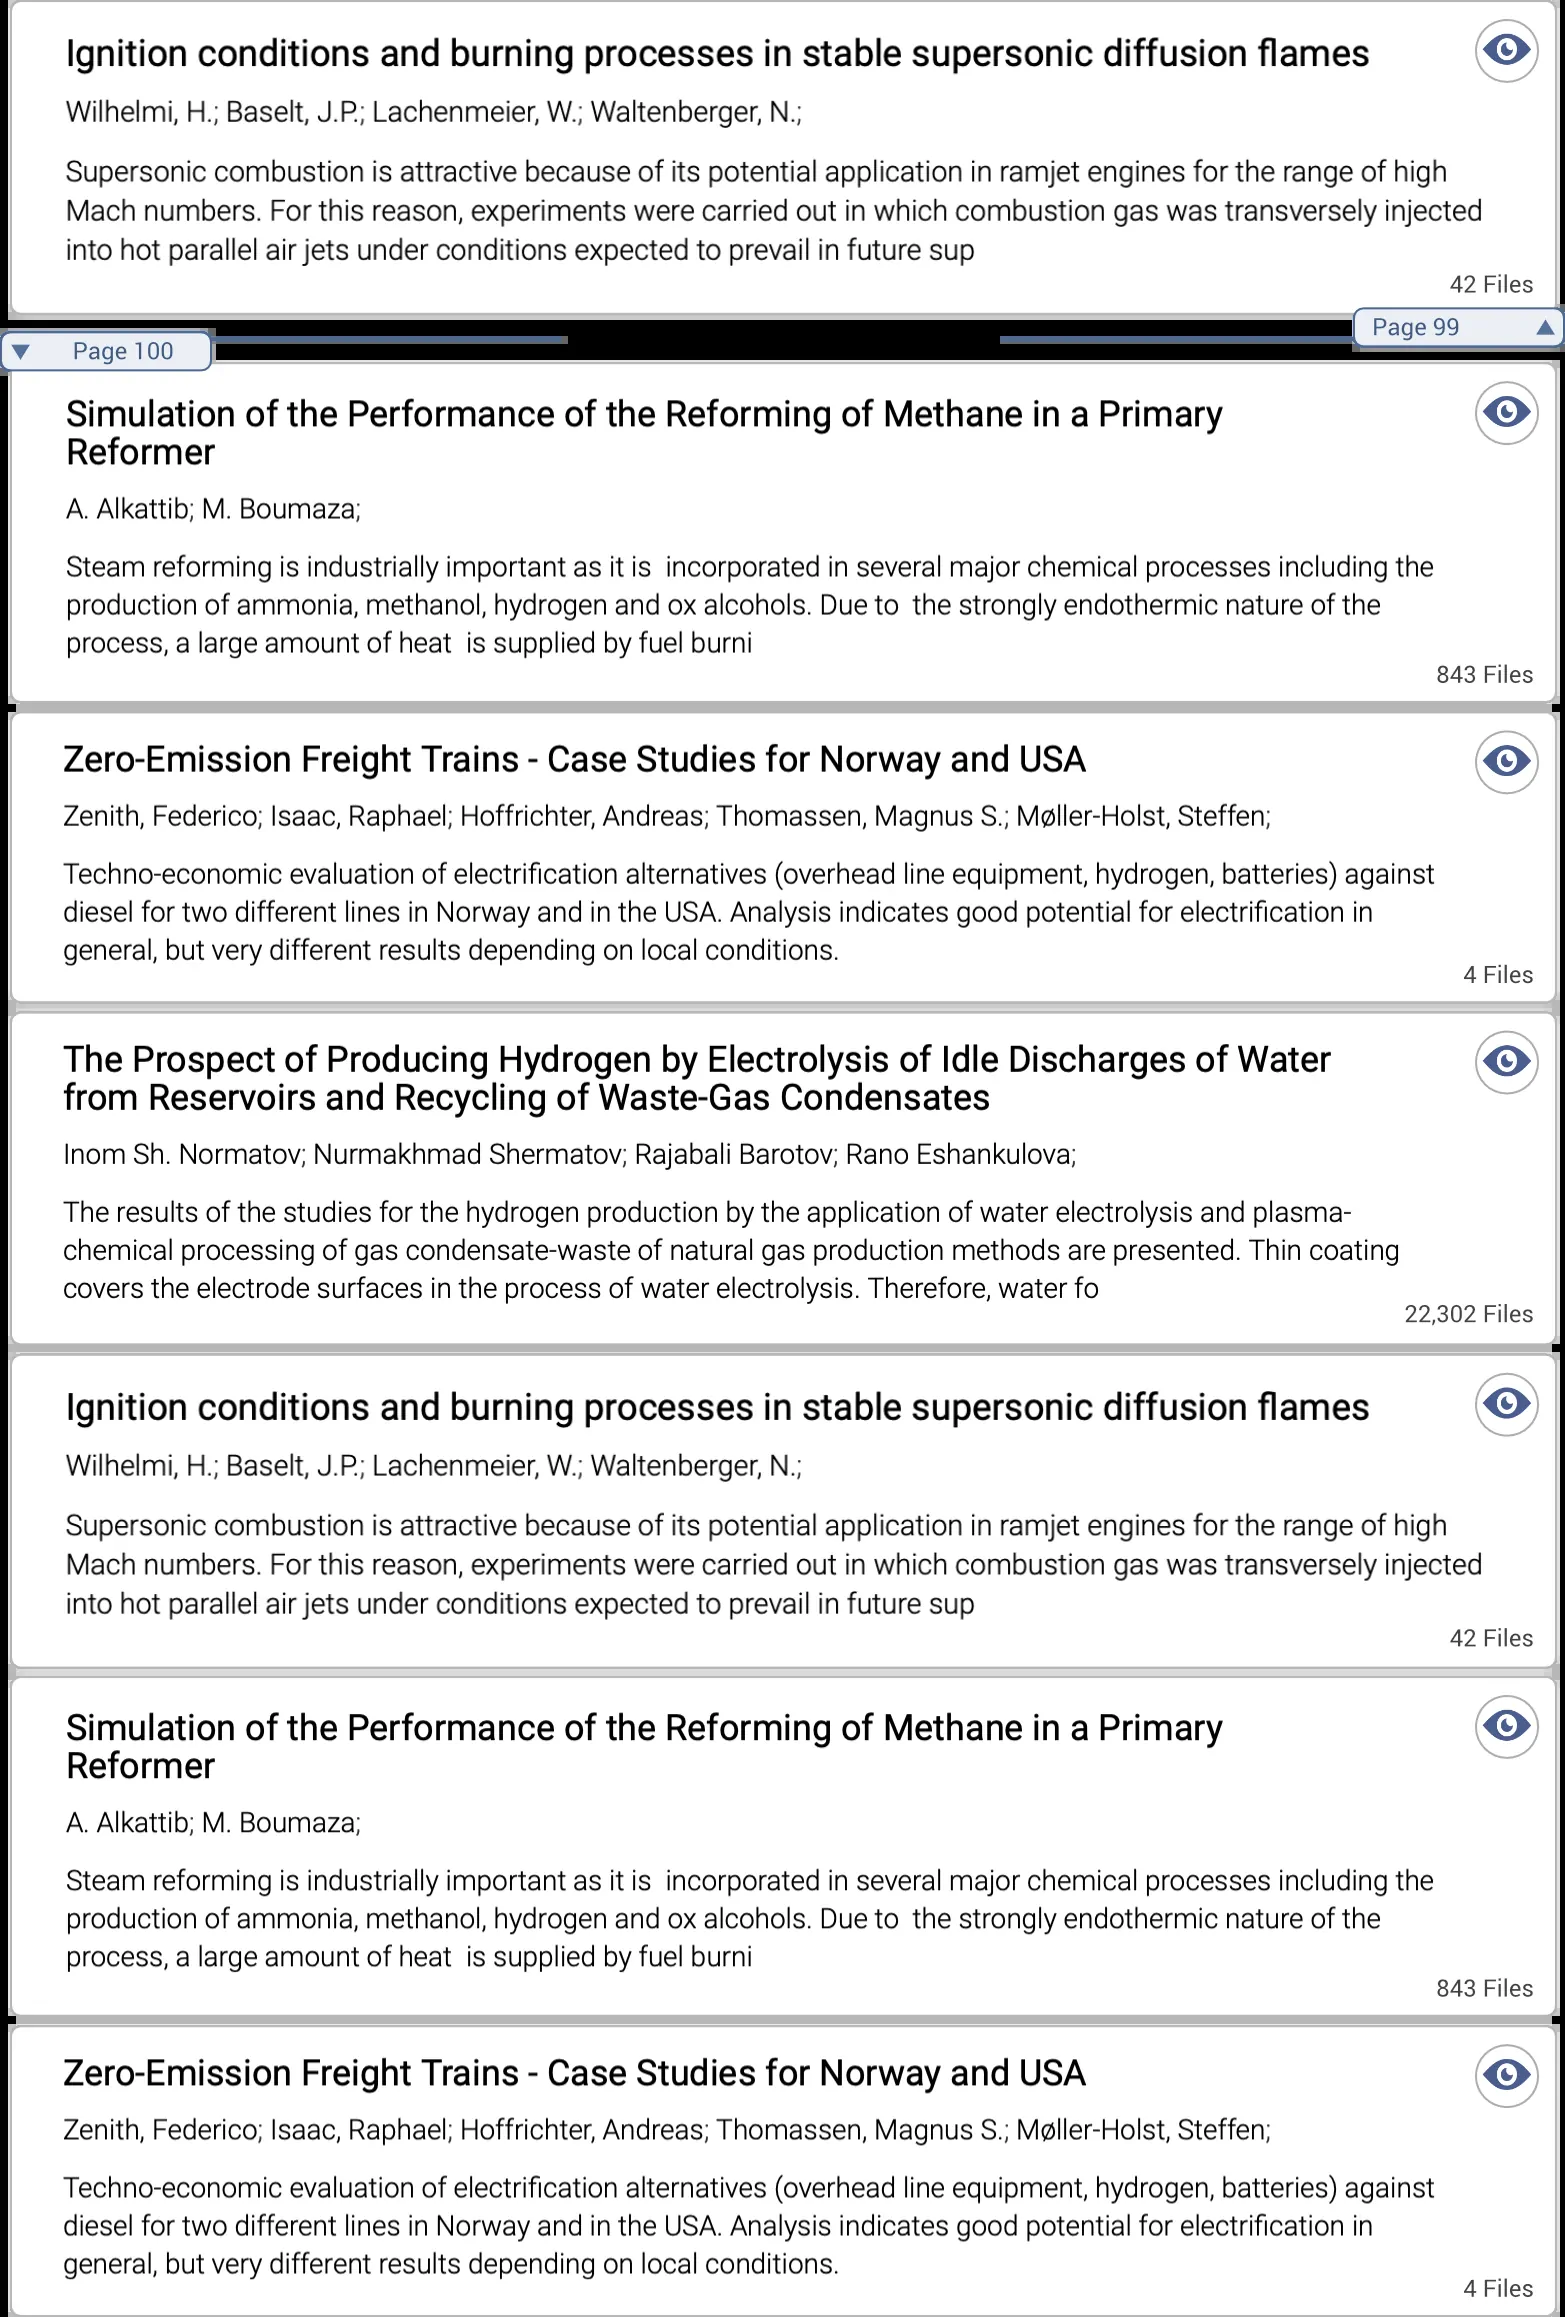 Ignition conditions and burning processes in stable supersonic diffusion flames
Wilhelmi, H.; Baselt, J.P.; Lachenmeier, W.; Waltenberger, N.;
Supersonic combustion is attractive because of its potential application in ramjet engines for the range of high
Mach numbers. For this reason, experiments were carried out in which combustion gas was transversely injected
into hot parallel air jets under conditions expected to prevail in future sup
42 Files
Page 99
Page 100
Simulation of the Performance of the Reforming of Methane in a Primary
Reformer
A. Alkattib; M. Boumaza;
Steam reforming is industrially important as it is  incorporated in several major chemical processes including the
production of ammonia, methanol, hydrogen and ox alcohols. Due to  the strongly endothermic nature of the
process, a large amount of heat  is supplied by fuel burni
843 Files
Zero-Emission Freight Trains - Case Studies for Norway and USA
Zenith, Federico; Isaac, Raphael; Hoffrichter, Andreas; Thomassen, Magnus S.; Møller-Holst, Steffen;
Techno-economic evaluation of electrification alternatives (overhead line equipment, hydrogen, batteries) against
diesel for two different lines in Norway and in the USA. Analysis indicates good potential for electrification in
general, but very different results depending on local conditions.
4 Files
The Prospect of Producing Hydrogen by Electrolysis of Idle Discharges of Water
from Reservoirs and Recycling of Waste-Gas Condensates
Inom Sh. Normatov; Nurmakhmad Shermatov; Rajabali Barotov; Rano Eshankulova;
The results of the studies for the hydrogen production by the application of water electrolysis and plasma-
chemical processing of gas condensate-waste of natural gas production methods are presented. Thin coating
covers the electrode surfaces in the process of water electrolysis. Therefore, water fo
22,302 Files
Ignition conditions and burning processes in stable supersonic diffusion flames
Wilhelmi, H.; Baselt, J.P.; Lachenmeier, W.; Waltenberger, N.;
Supersonic combustion is attractive because of its potential application in ramjet engines for the range of high
Mach numbers. For this reason, experiments were carried out in which combustion gas was transversely injected
into hot parallel air jets under conditions expected to prevail in future sup
42 Files
Simulation of the Performance of the Reforming of Methane in a Primary
Reformer
A. Alkattib; M. Boumaza;
Steam reforming is industrially important as it is  incorporated in several major chemical processes including the
production of ammonia, methanol, hydrogen and ox alcohols. Due to  the strongly endothermic nature of the
process, a large amount of heat  is supplied by fuel burni
843 Files
Zero-Emission Freight Trains - Case Studies for Norway and USA
Zenith, Federico; Isaac, Raphael; Hoffrichter, Andreas; Thomassen, Magnus S.; Møller-Holst, Steffen;
Techno-economic evaluation of electrification alternatives (overhead line equipment, hydrogen, batteries) against
diesel for two different lines in Norway and in the USA. Analysis indicates good potential for electrification in
general, but very different results depending on local conditions.
4 Files